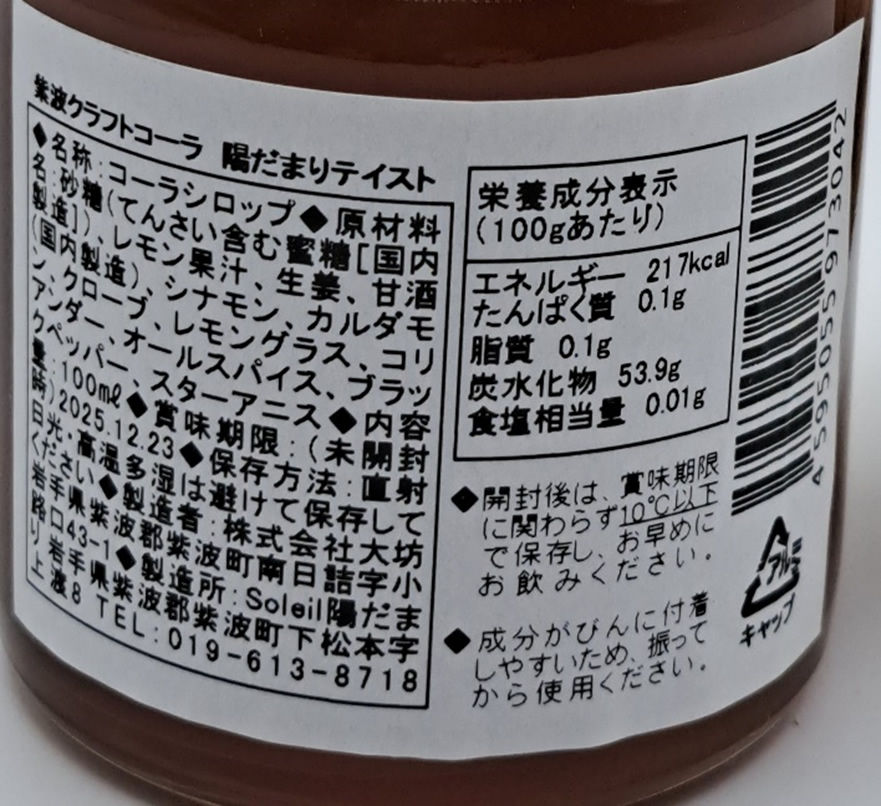 紫波クラフトコーラ 陽だまりテイスト
◆名称:コーラシロップ◆原材料
名:砂糖(てんさい含む蜜糖[国内
製造])、レモン果汁、生姜、甘酒
(国内製造)、シナモン、カルダモ
ン、クローブ、レモングラス、コリ
アンダー、オールスパイス、ブラッ
クペッパー、スターアニス◆内容
量:100mℓ◆賞味期限:(未開封
時)2025.12.23◆保存方法:直射
日光・高温多湿は避けて保存して
ください◆製造者:株式会社大坊
岩手県紫波郡紫波町南日詰字小
路口43-1◆製造所:Soleil陽だま
り 岩手県紫波郡紫波町下松本字
上波8 TEL:019-613-8718
栄養成分表示
(100gあたり)
エネルギー 217kcal
たんぱく質 0.1g
脂質 0.1g
炭水化物 53.9g
食塩相当量 0.01g
◆開封後は、賞味期限
に関わらず10℃以下
で保存し、お早めに
お飲みください。
◆成分がびんに付着
しやすいため、振って
から使用ください。
4595055973042
アルミ
キャップ